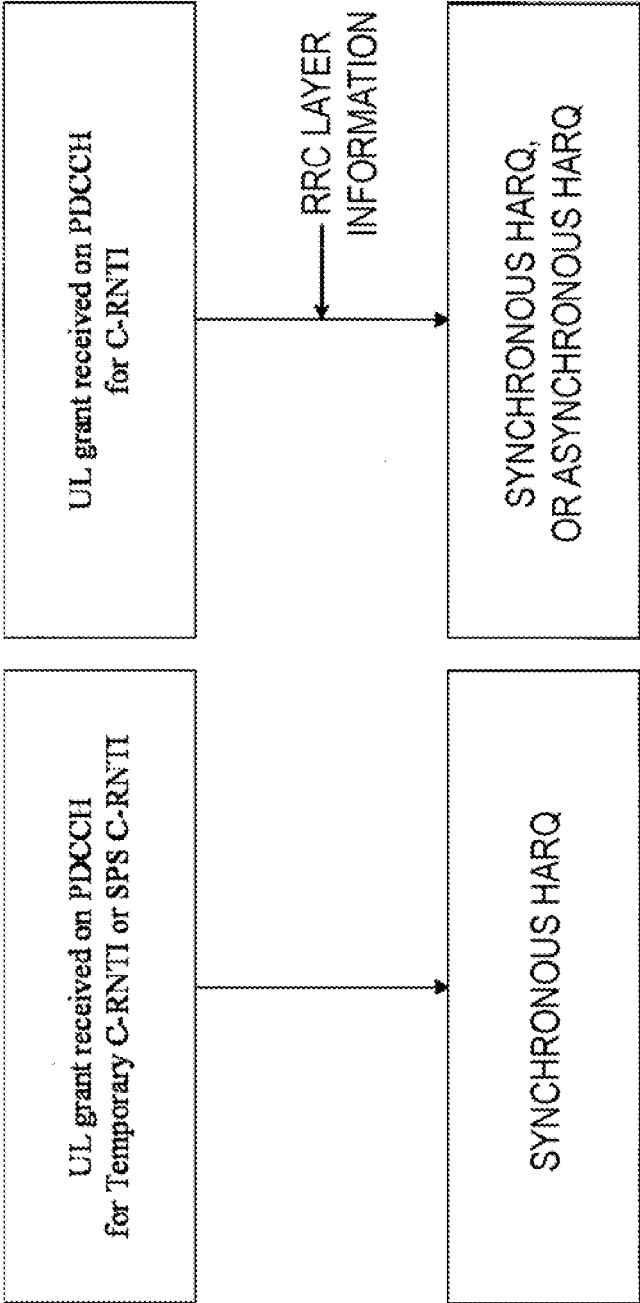 UL grant received on PDCCH
for Temporary C-RNTI or SPS C-RNTI
SYNCHRONOUS HARQ
UL grant received on PDCCH
for C-RNTI
RRC LAYER
INFORMATION
SYNCHRONOUS HARQ,
OR ASYNCHRONOUS HARQ